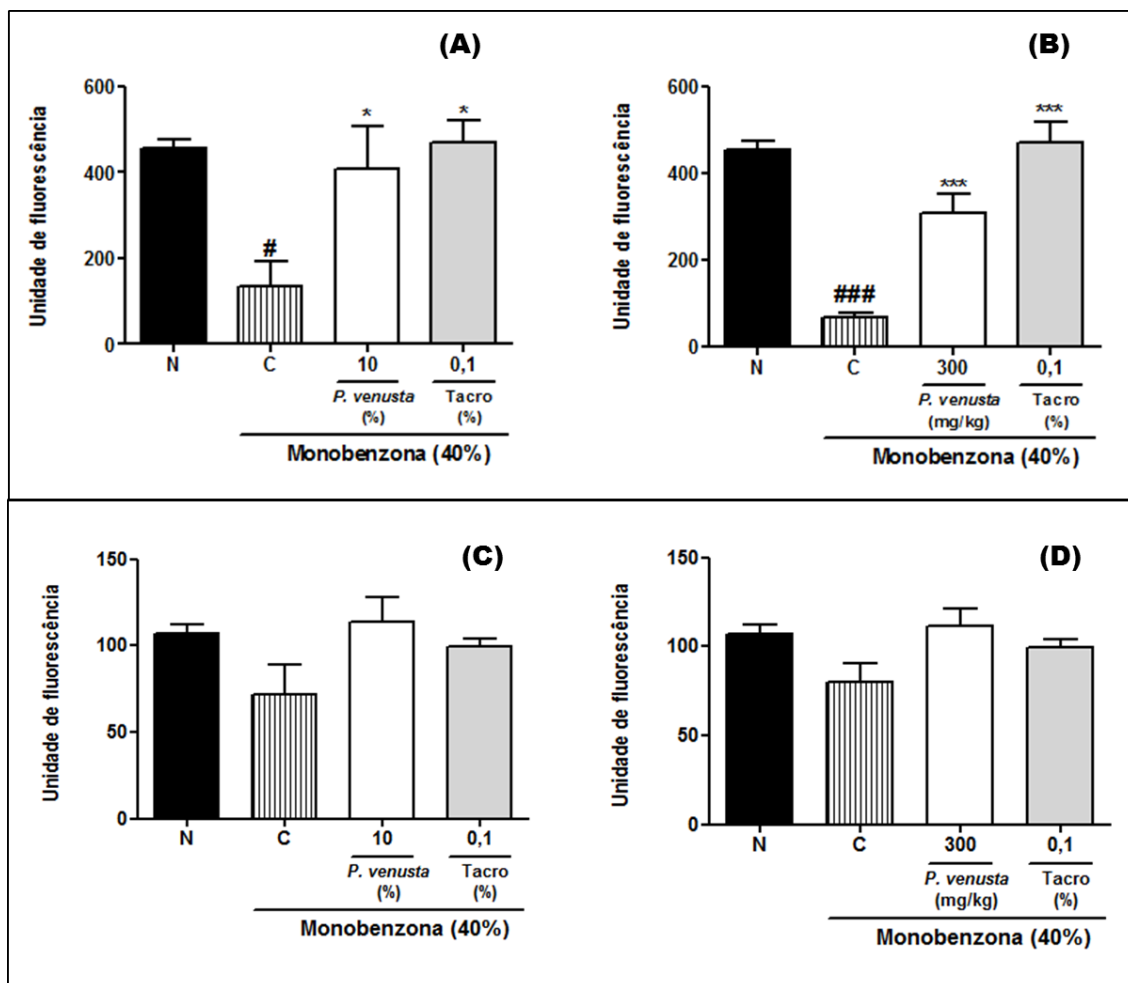 (A)
Unidade de fluorescência
600
400
200
0
#
*
*
N
C
10
0,1
P. venusta
(%)
Tacro
(%)
Monobenzona (40%)
(B)
Unidade de fluorescência
600
400
200
0
###
***
***
N
C
300
0,1
P. venusta
(mg/kg)
Tacro
(%)
Monobenzona (40%)
(C)
Unidade de fluorescência
150
100
50
0
N
C
10
0,1
P. venusta
(%)
Tacro
(%)
Monobenzona (40%)
(D)
Unidade de fluorescência
150
100
50
0
N
C
300
0,1
P. venusta
(mg/kg)
Tacro
(%)
Monobenzona (40%)